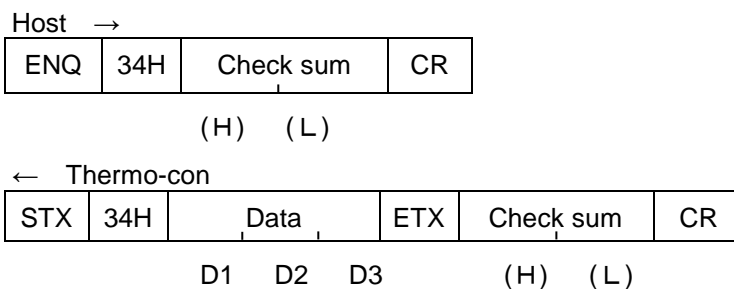 Host →
ENQ 34H Check sum CR
(H) (L)
← Thermo-con
STX 34H Data ETX Check sum CR
D1 D2 D3 (H) (L)